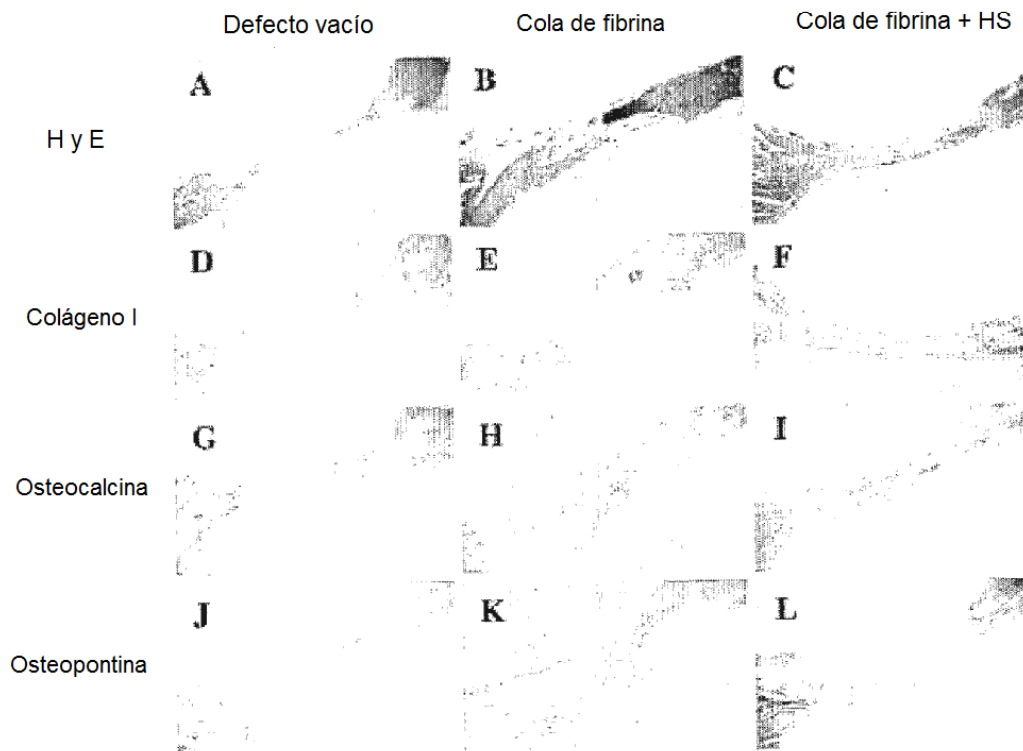 Defecto vacío Cola de fibrina Cola de fibrina + HS
A B C
H y E
D E F
Colágeno I
G H I
Osteocalcina
J K L
Osteopontina